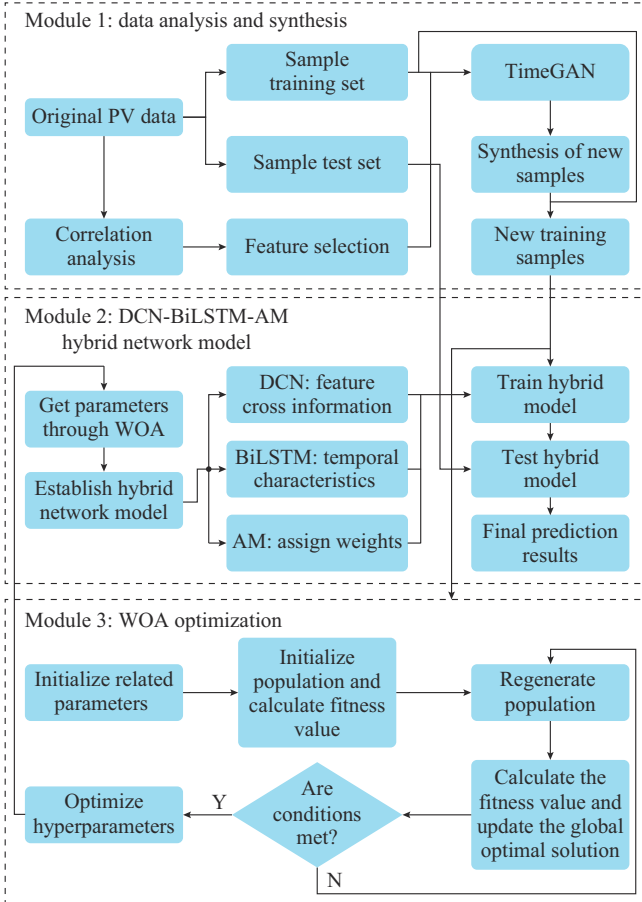 Module 1: data analysis and synthesis
Sample
training set
TimeGAN
Original PV data
Sample test set
Synthesis of new
samples
Correlation
analysis
Feature selection
New training
samples
Module 2: DCN-BiLSTM-AM
hybrid network model
Get parameters
through WOA
DCN: feature
cross information
Train hybrid
model
Establish hybrid
network model
BiLSTM: temporal
characteristics
Test hybrid
model
AM: assign weights
Final prediction
results
Module 3: WOA optimization
Initialize related
parameters
Initialize
population and
calculate fitness
value
Regenerate
population
Optimize
hyperparameters
Y
Are
conditions
met?
Calculate the
fitness value and
update the global
optimal solution
N